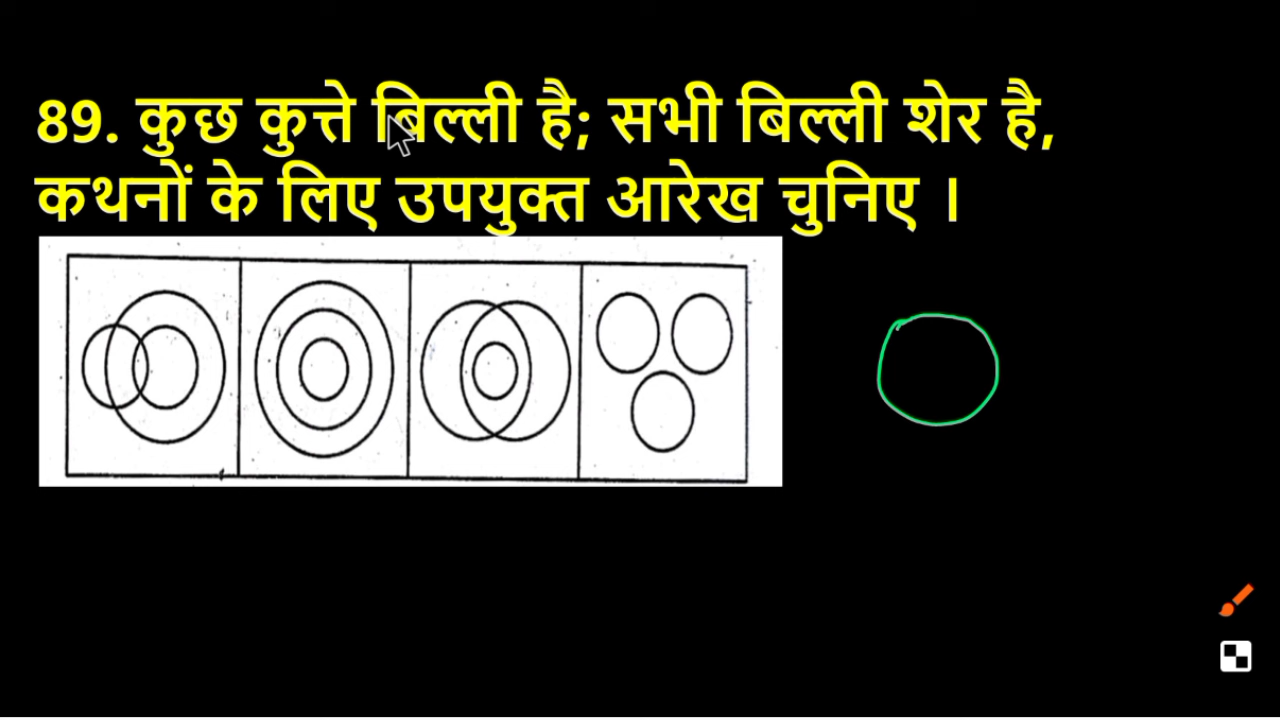 89. कुछ कुत्ते बिल्ली है; सभी बिल्ली शेर है,
कथनों के लिए उपयुक्त आरेख चुनिए ।